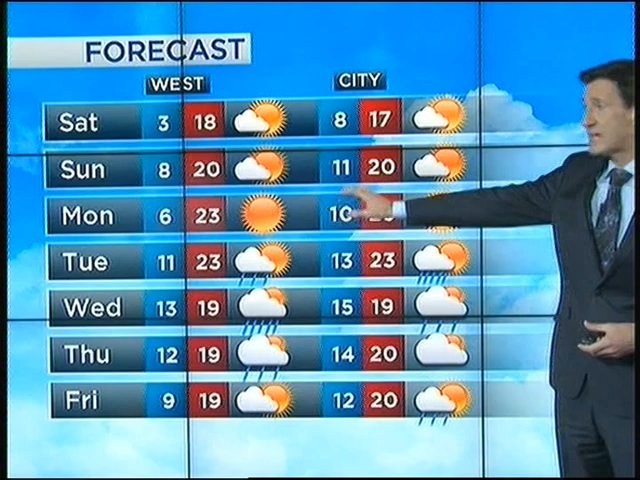 FORECAST
WEST CITY
Sat 3 18 8 17
Sun 8 20 11 20
Mon 6 23 10
Tue 11 23 13 23
Wed 13 19 15 19
Thu 12 19 14 20
Fri 9 19 12 20